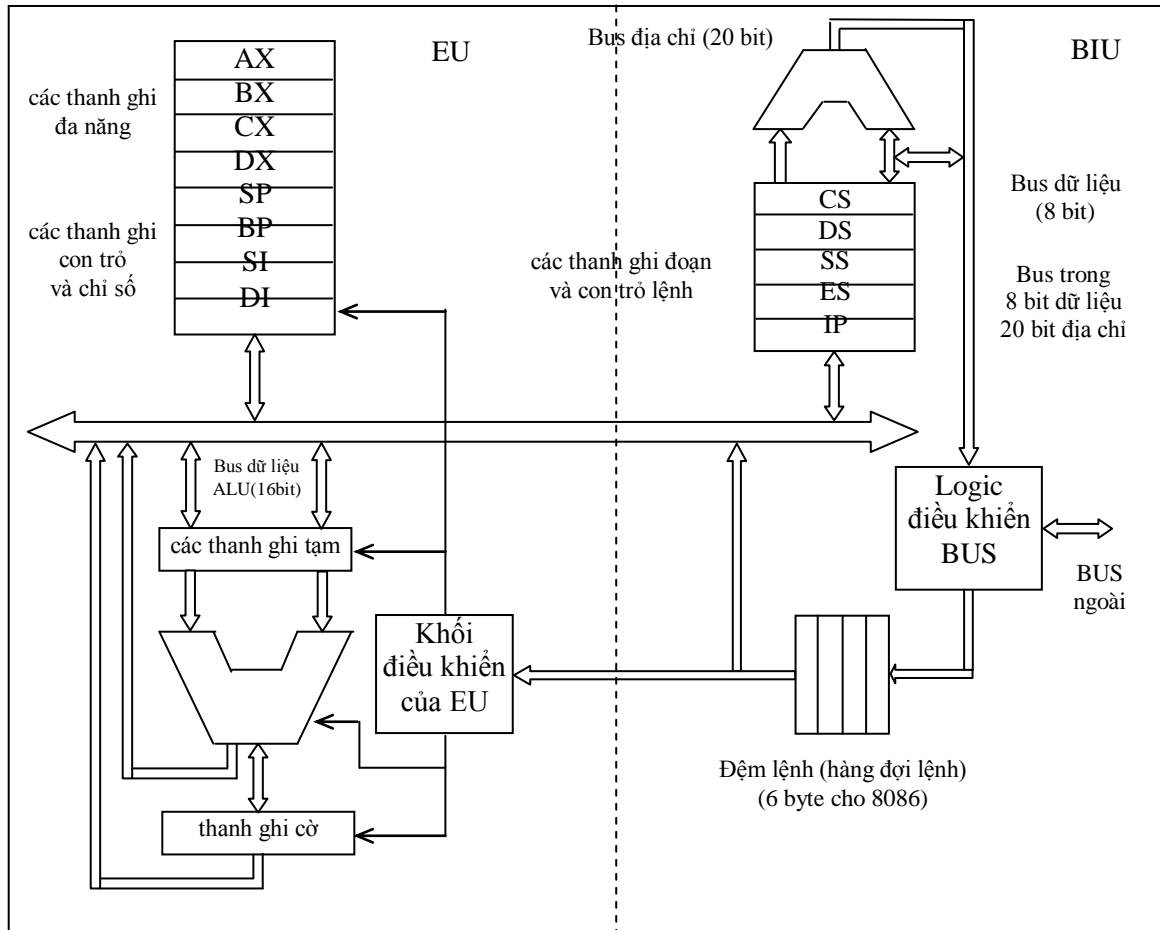 EU
Bus địa chỉ (20 bit)
BIU
các thanh ghi
đa năng
AX
BX
CX
DX
SP
BP
SI
DI
các thanh ghi
con trỏ
và chỉ số
các thanh ghi đoạn
và con trỏ lệnh
CS
DS
SS
ES
IP
Bus dữ liệu
(8 bit)
Bus trong
8 bit dữ liệu
20 bit địa chỉ
Bus dữ liệu
ALU(16bit)
các thanh ghi tạm
Khối
điều khiển
của EU
thanh ghi cờ
Logic
điều khiển
BUS
BUS
ngoài
Đệm lệnh (hàng đợi lệnh)
(6 byte cho 8086)